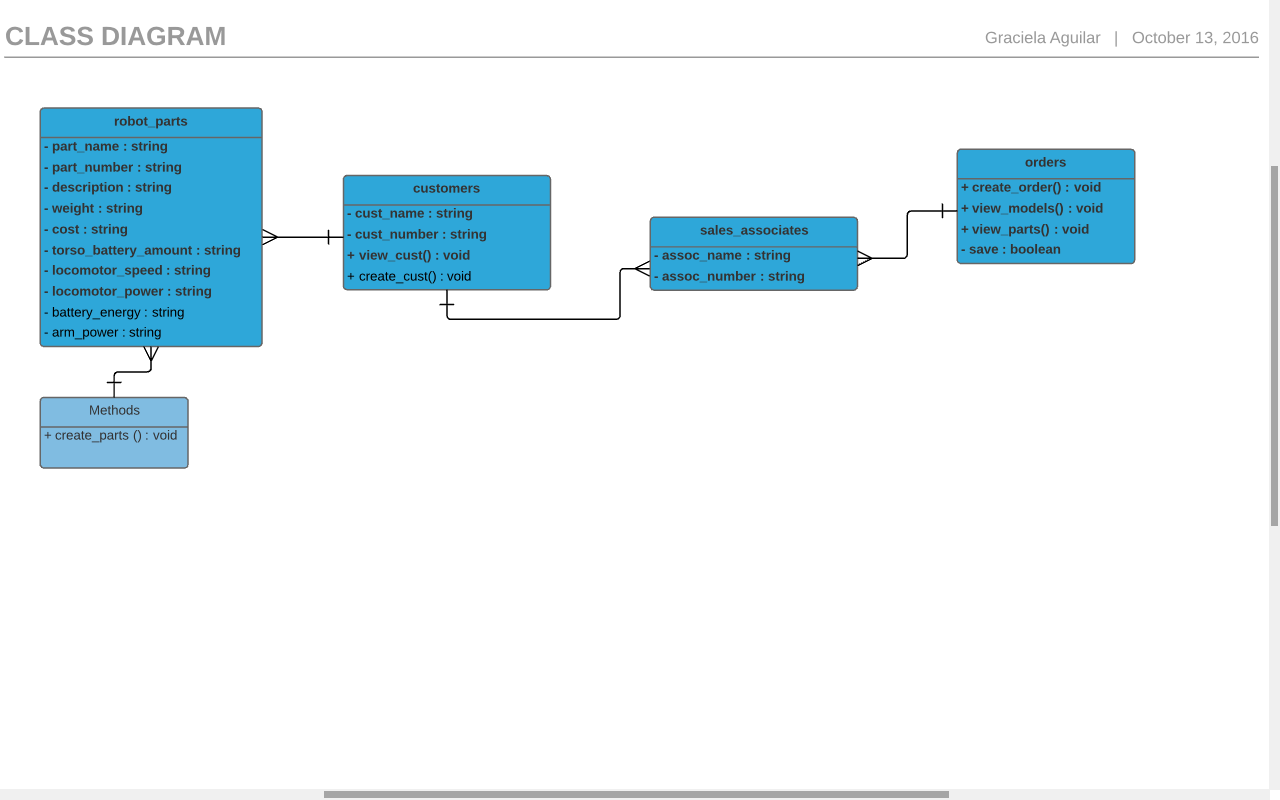 CLASS DIAGRAM
Graciela Aguilar | October 13, 2016
robot_parts
- part_name : string
- part_number : string
- description : string
- weight : string
- cost : string
- torso_battery_amount : string
- locomotor_speed : string
- locomotor_power : string
- battery_energy : string
- arm_power : string
Methods
+ create_parts () : void
customers
- cust_name : string
- cust_number : string
+ view_cust() : void
+ create_cust() : void
sales_associates
- assoc_name : string
- assoc_number : string
orders
+ create_order() : void
+ view_models() : void
+ view_parts() : void
- save : boolean